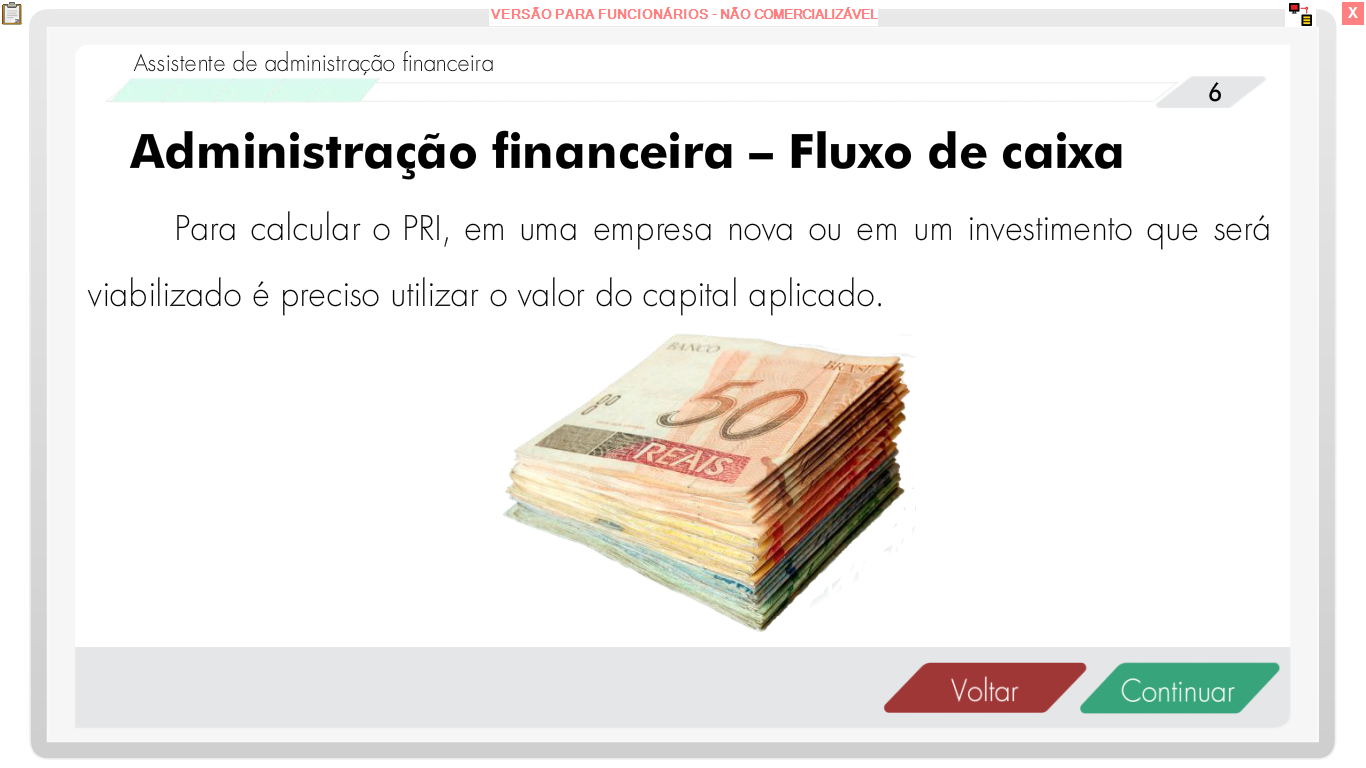 VERSÃO PARA FUNCIONÁRIOS - NÃO COMERCIALIZÁVEL
X
Assistente de administração financeira
6
Administração financeira – Fluxo de caixa
Para calcular o PRI, em uma empresa nova ou em um investimento que será
viabilizado é preciso utilizar o valor do capital aplicado.
BANCO
BRASIL
50
REAIS
Voltar
Continuar